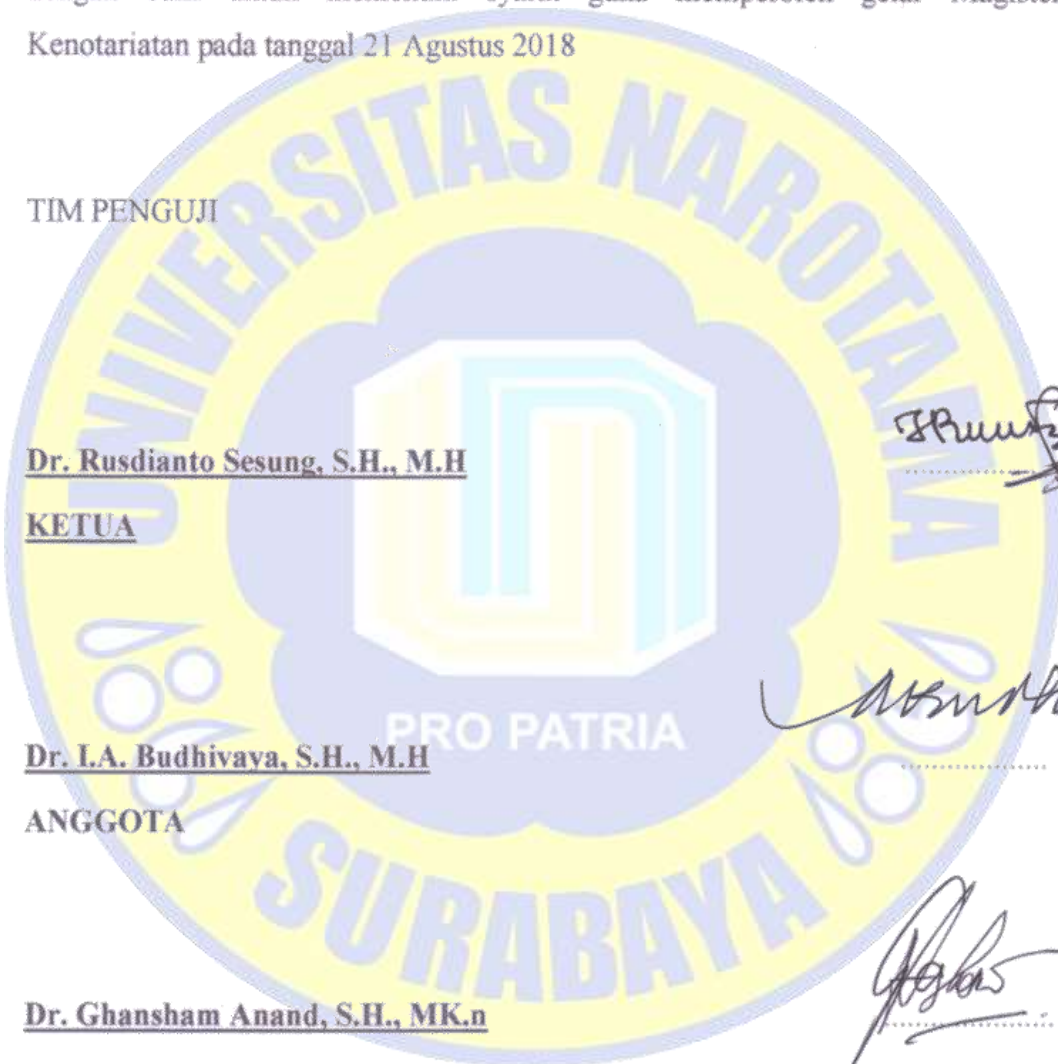 Kenotariatan pada tanggal 21 Agustus 2018
UNIVERSITAS NAROTAMA
TIM PENGUJI
Dr. Rusdianto Sesung, S.H., M.H
KETUA
PRO PATRIA
Dr. I.A. Budhivaya, S.H., M.H
ANGGOTA
SURABAYA
Dr. Ghansham Anand, S.H., MK.n